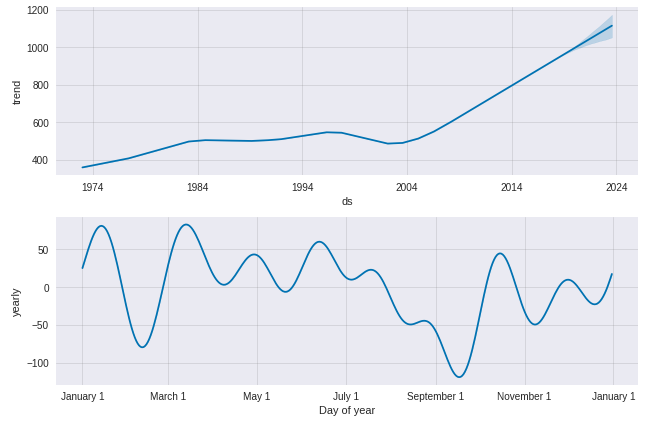 1200
1000
800
600
400
trend
1974
1984
1994
2004
2014
2024
ds
50
0
−50
−100
yearly
January 1
March 1
May 1
July 1
September 1
November 1
January 1
Day of year